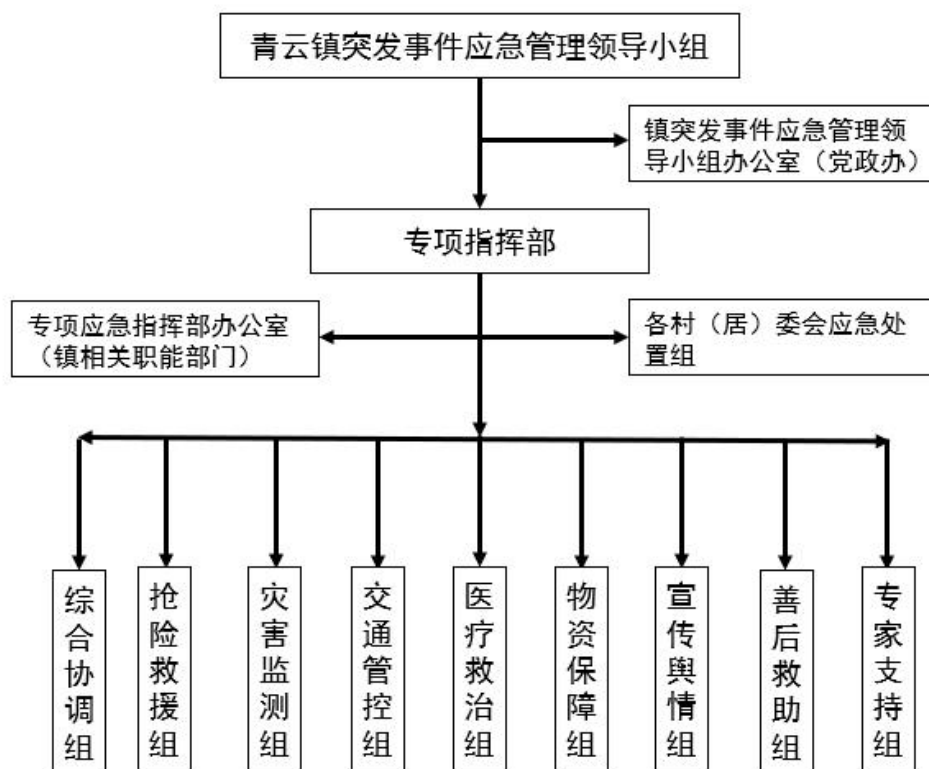 青云镇突发事件应急管理领导小组
镇突发事件应急管理领
导小组办公室（党政办）
专项指挥部
专项应急指挥部办公室
（镇相关职能部门）
各村（居）委会应急处
置组
综合协调组
抢险救援组
灾害监测组
交通管控组
医疗救治组
物资保障组
宣传舆情组
善后救助组
专家支持组